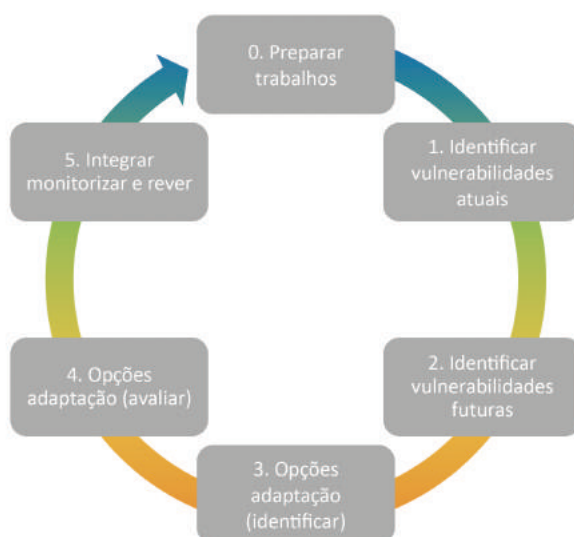 0. Preparar
trabalhos
1. Identificar
vulnerabilidades
atuais
2. Identificar
vulnerabilidades
futuras
3. Opções
adaptação
(identificar)
4. Opções
adaptação (avaliar)
5. Integrar
monitorizar e rever